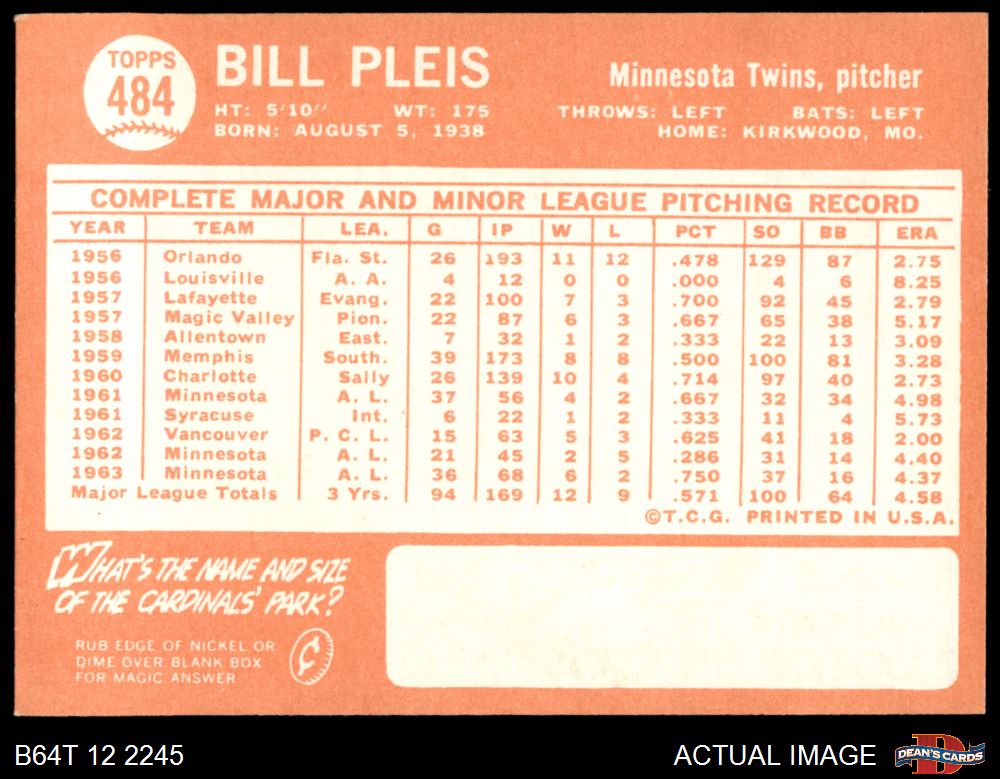 TOPPS
484
BILL PLEIS
HT: 5'10" WT: 175
BORN: AUGUST 5, 1938
Minnesota Twins, pitcher
THROWS: LEFT BATS: LEFT
HOME: KIRKWOOD, MO.
COMPLETE MAJOR AND MINOR LEAGUE PITCHING RECORD
YEAR TEAM LEA. G IP W L PCT SO BB ERA
1956 Orlando Fla. St. 26 193 11 12 .478 129 87 2.75
1956 Louisville A. A. 4 12 0 0 .000 4 6 8.25
1957 Lafayette Evang. 22 100 7 3 .700 92 45 2.79
1957 Magic Valley Pion. 22 87 6 3 .667 65 38 5.17
1958 Allentown East. 7 32 1 2 .333 22 13 3.09
1959 Memphis South. 39 173 8 8 .500 100 81 3.28
1960 Charlotte Sally 26 139 10 4 .714 97 40 2.73
1961 Minnesota A. L. 37 56 4 2 .667 32 34 4.98
1961 Syracuse Int. 6 22 1 2 .333 11 4 5.73
1962 Vancouver P. C. L. 15 63 5 3 .625 41 18 2.00
1962 Minnesota A. L. 21 45 2 5 .286 31 14 4.40
1963 Minnesota A. L. 36 68 6 2 .750 37 16 4.37
Major League Totals 3 Yrs. 94 169 12 9 .571 100 64 4.58
©T.C.G. PRINTED IN U.S.A.
WHAT'S THE NAME AND SIZE
OF THE CARDINALS' PARK?
RUB EDGE OF NICKEL OR
DIME OVER BLANK BOX
FOR MAGIC ANSWER
¢
B64T 12 2245
ACTUAL IMAGE
D
DEAN'S CARDS